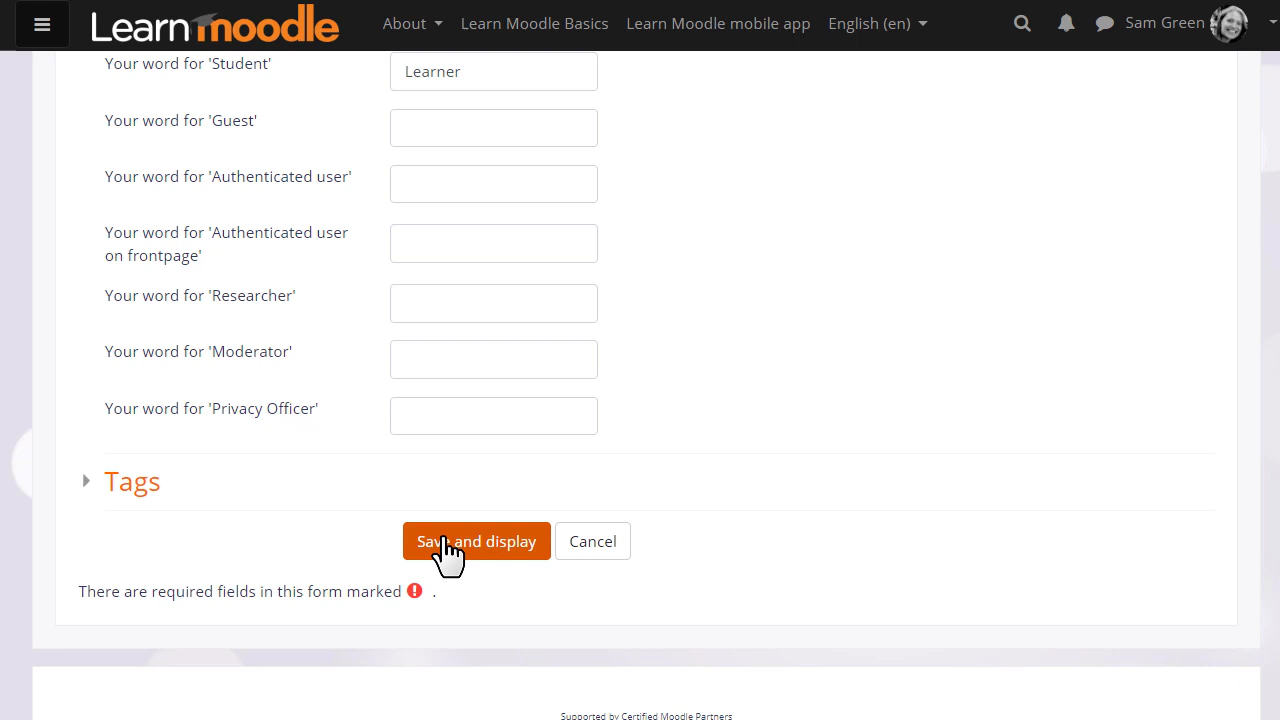 Learn moodle About Learn Moodle Basics Learn Moodle mobile app English (en) Sam Green
Your word for 'Student' Learner
Your word for 'Guest'
Your word for 'Authenticated user'
Your word for 'Authenticated user
on frontpage'
Your word for 'Researcher'
Your word for 'Moderator'
Your word for 'Privacy Officer'
Tags
Save and display Cancel
There are required fields in this form marked ! .
Supported by Certified Moodle Partners